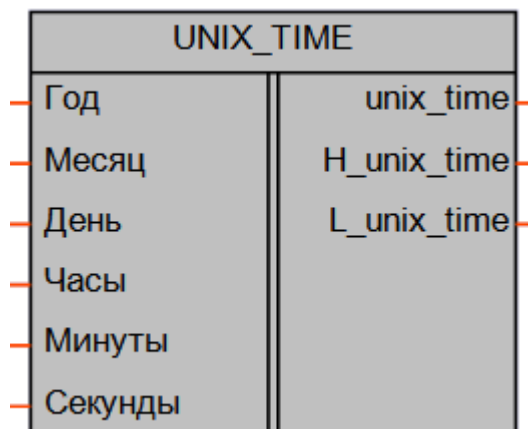 UNIX_TIME
Год unix_time
Месяц H_unix_time
День L_unix_time
Часы
Минуты
Секунды